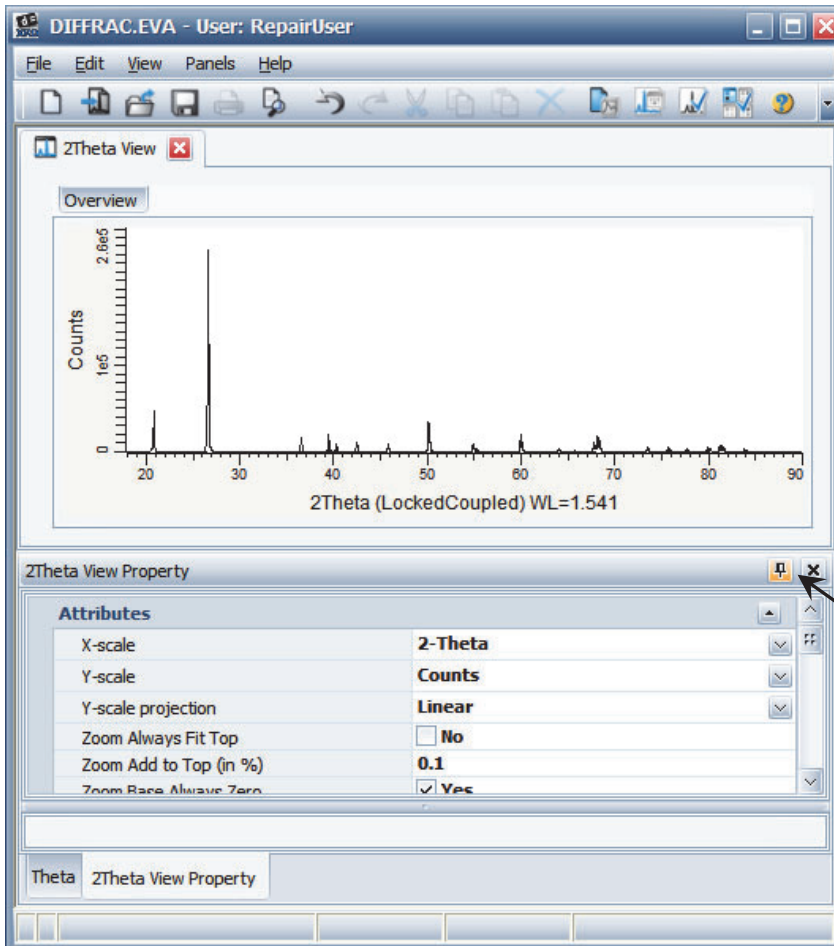 DIFFRAC.EVA - User: RepairUser
File Edit View Panels Help
2Theta View
Overview
2.6e5
1e5
0
Counts
20 30 40 50 60 70 80 90
2Theta (LockedCoupled) WL=1.541
2Theta View Property
Attributes
X-scale 2-Theta
Y-scale Counts
Y-scale projection Linear
Zoom Always Fit Top No
Zoom Add to Top (in %) 0.1
Zoom Base Always Zero Yes
Theta 2Theta View Property